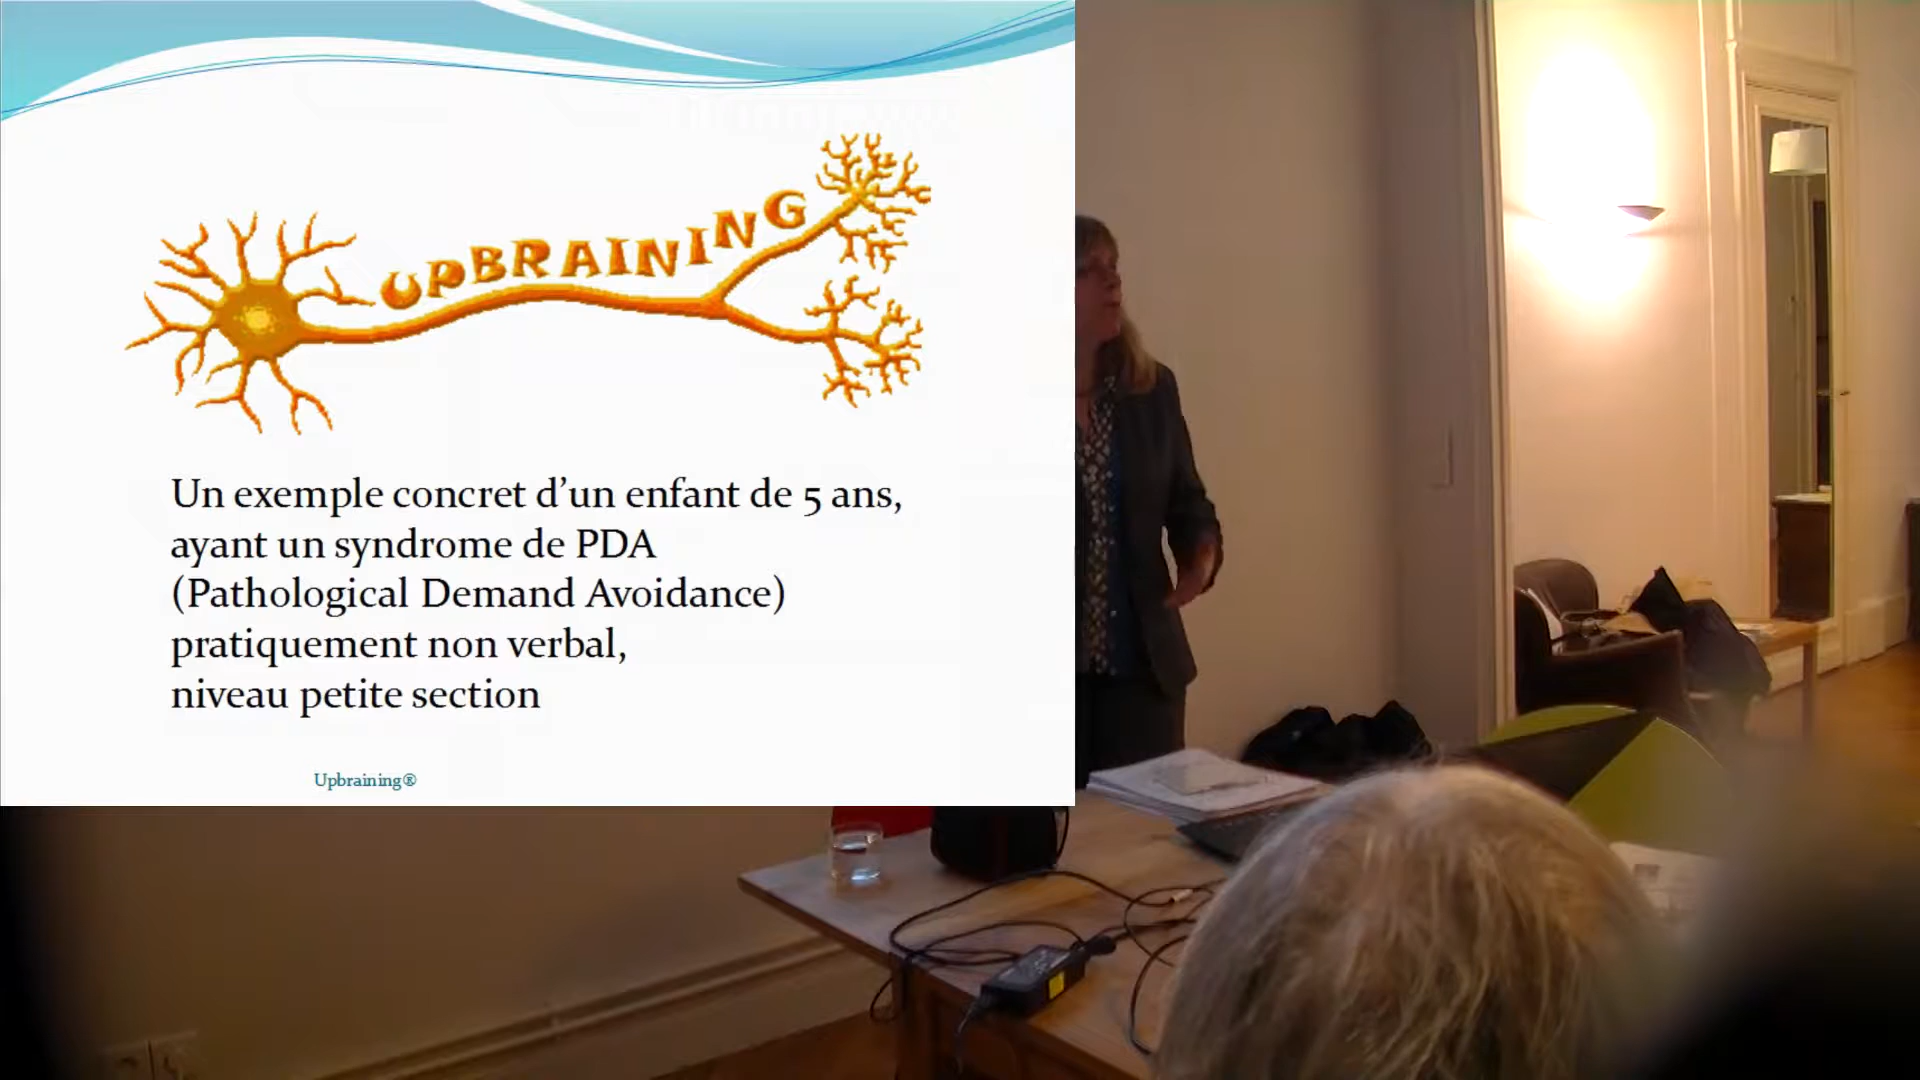 UPBRAINING
Un exemple concret d’un enfant de 5 ans,
ayant un syndrome de PDA
(Pathological Demand Avoidance)
pratiquement non verbal,
niveau petite section
Upbraining®